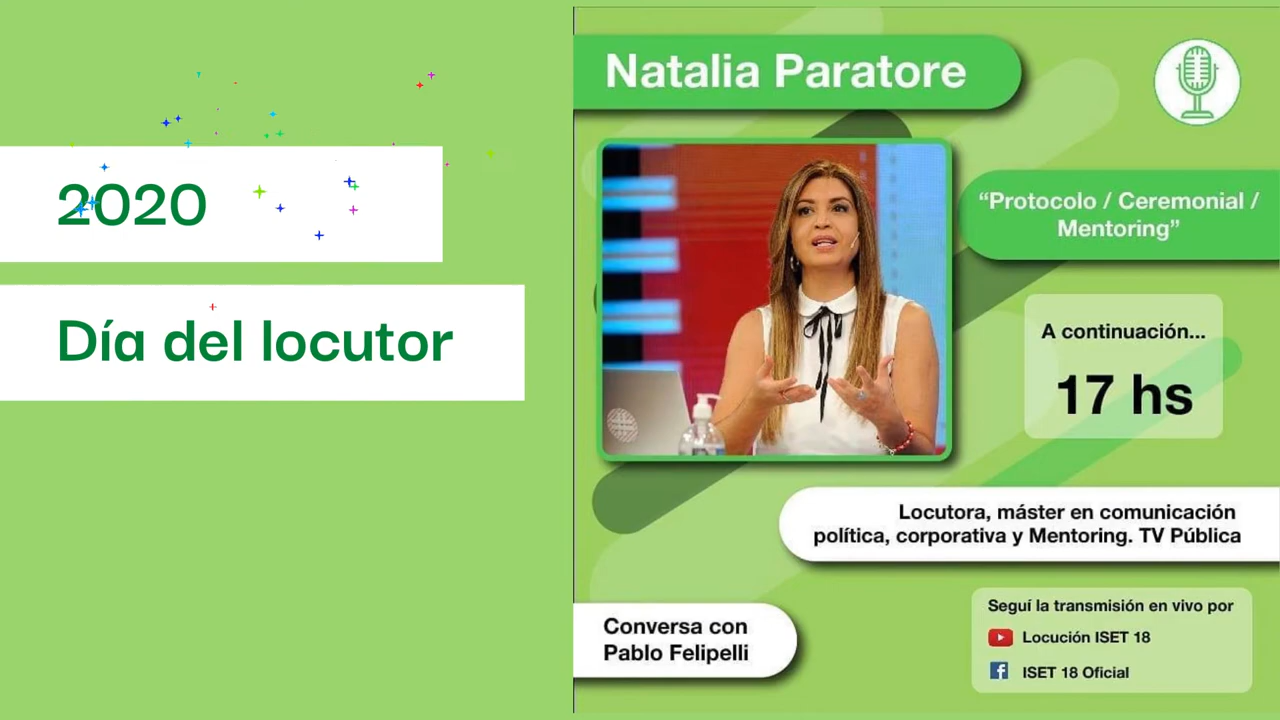 2020
Día del locutor
Natalia Paratore
“Protocolo / Ceremonial /
Mentoring”
A continuación...
17 hs
Locutora, máster en comunicación
política, corporativa y Mentoring. TV Pública
Conversa con
Pablo Felipelli
Seguí la transmisión en vivo por
Locución ISET 18
ISET 18 Oficial